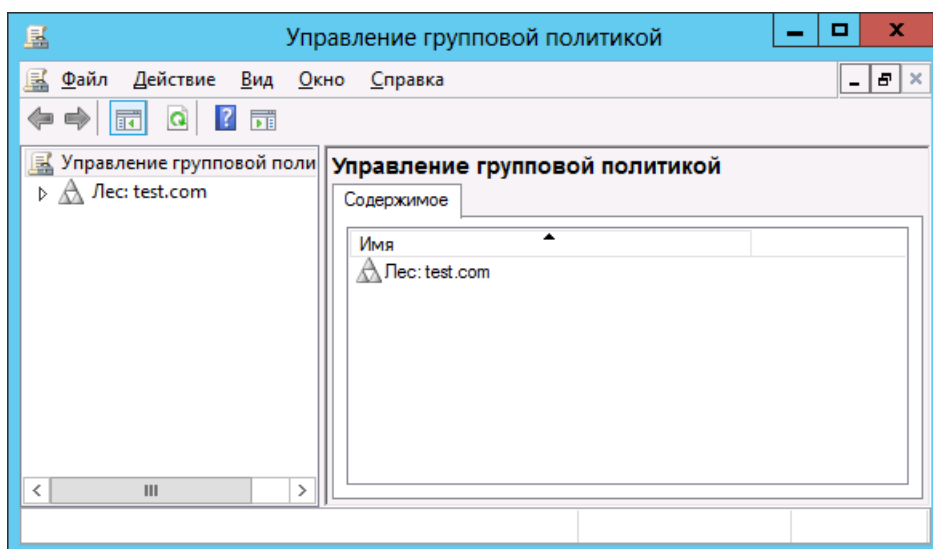 Управление групповой политикой
Файл Действие Вид Окно Справка
Управление групповой поли
Лес: test.com
Управление групповой политикой
Содержимое
Имя
Лес: test.com